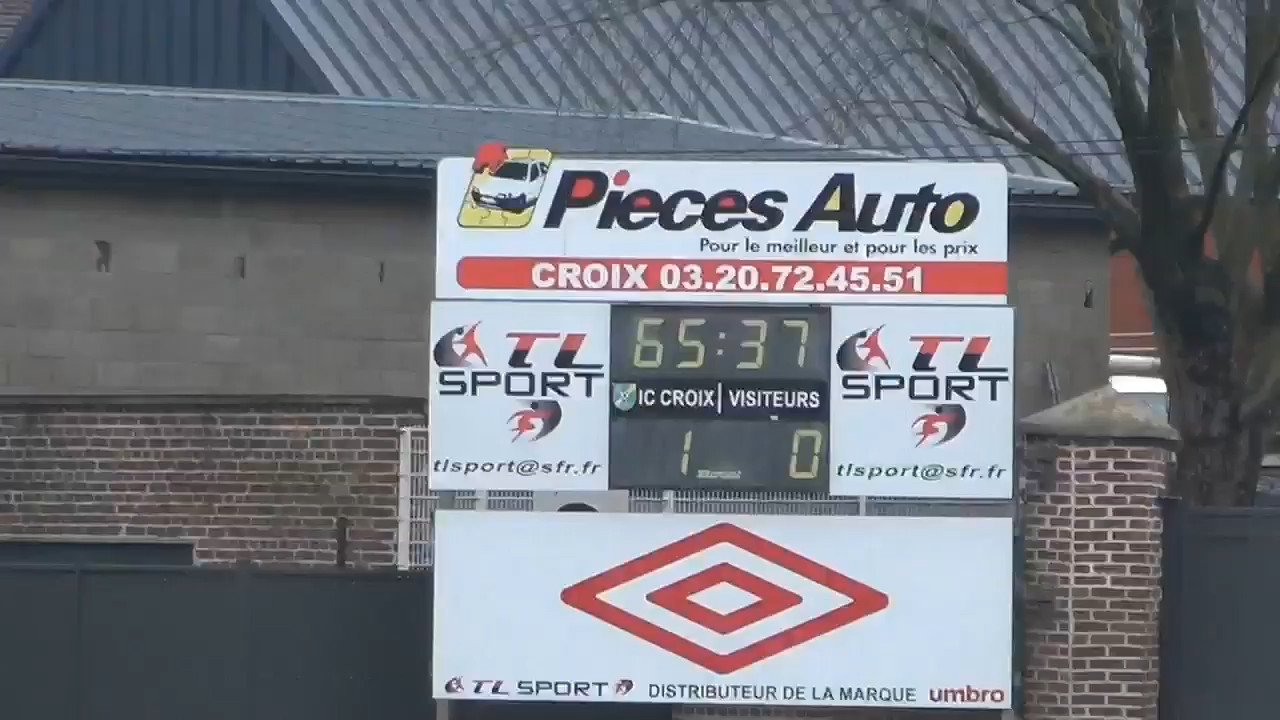 Pieces Auto
Pour le meilleur et pour les prix
CROIX 03.20.72.45.51
TL
SPORT
tlsport@sfr.fr
65:37
IC CROIX VISITEURS
1 0
TL
SPORT
tlsport@sfr.fr
TL SPORT DISTRIBUTEUR DE LA MARQUE umbro